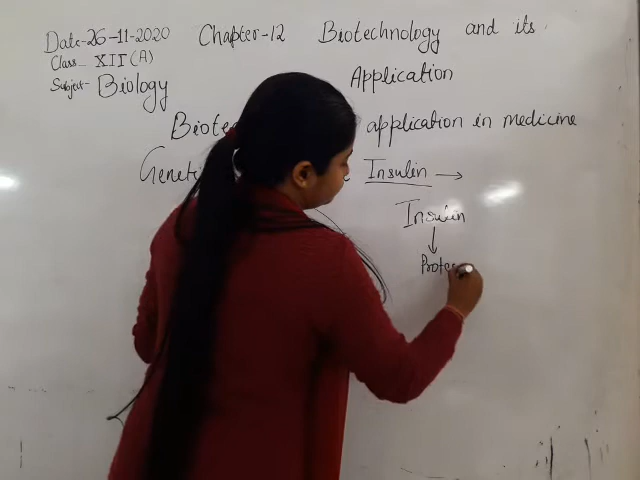 Date-26-11-2020 Chapter-12 Biotechnology and its
Class- XII (A)
Subject- Biology Application
application in medicine
Insulin →
Insulin
↓